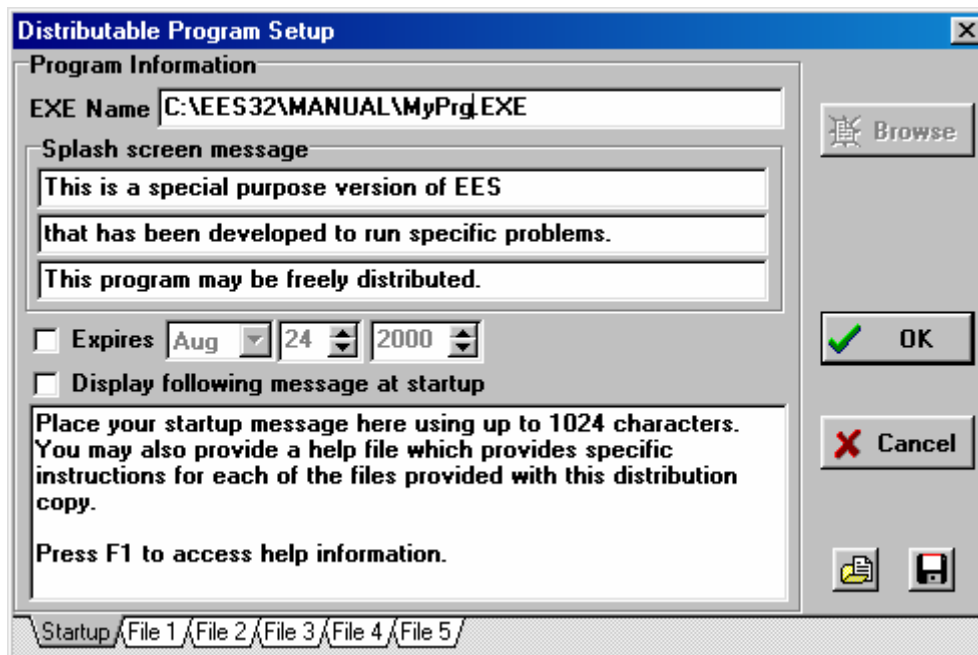 Distributable Program Setup
Program Information
EXE Name C:\EES32\MANUAL\MyPrg.EXE
Browse
Splash screen message
This is a special purpose version of EES
that has been developed to run specific problems.
This program may be freely distributed.
Expires Aug 24 2000
OK
Display following message at startup
Place your startup message here using up to 1024 characters.
You may also provide a help file which provides specific
instructions for each of the files provided with this distribution
copy.
Cancel
Press F1 to access help information.
Startup File 1 File 2 File 3 File 4 File 5